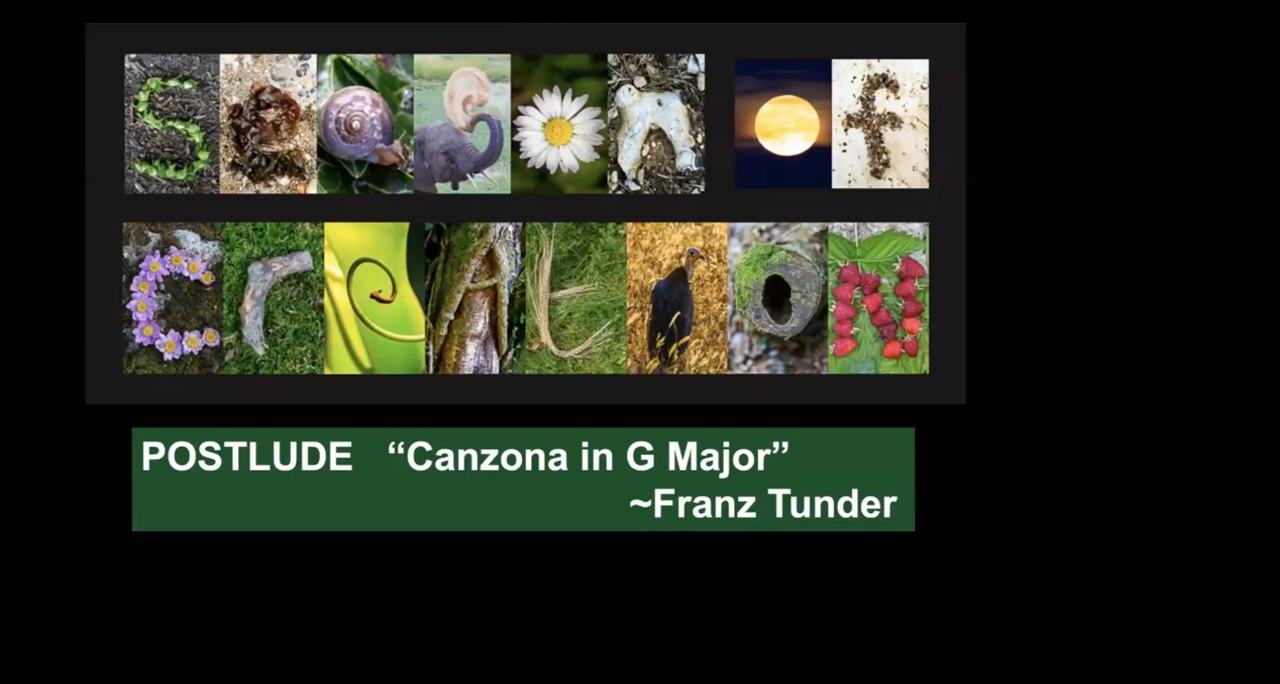 Season of
Creation
POSTLUDE “Canzona in G Major”
~Franz Tunder